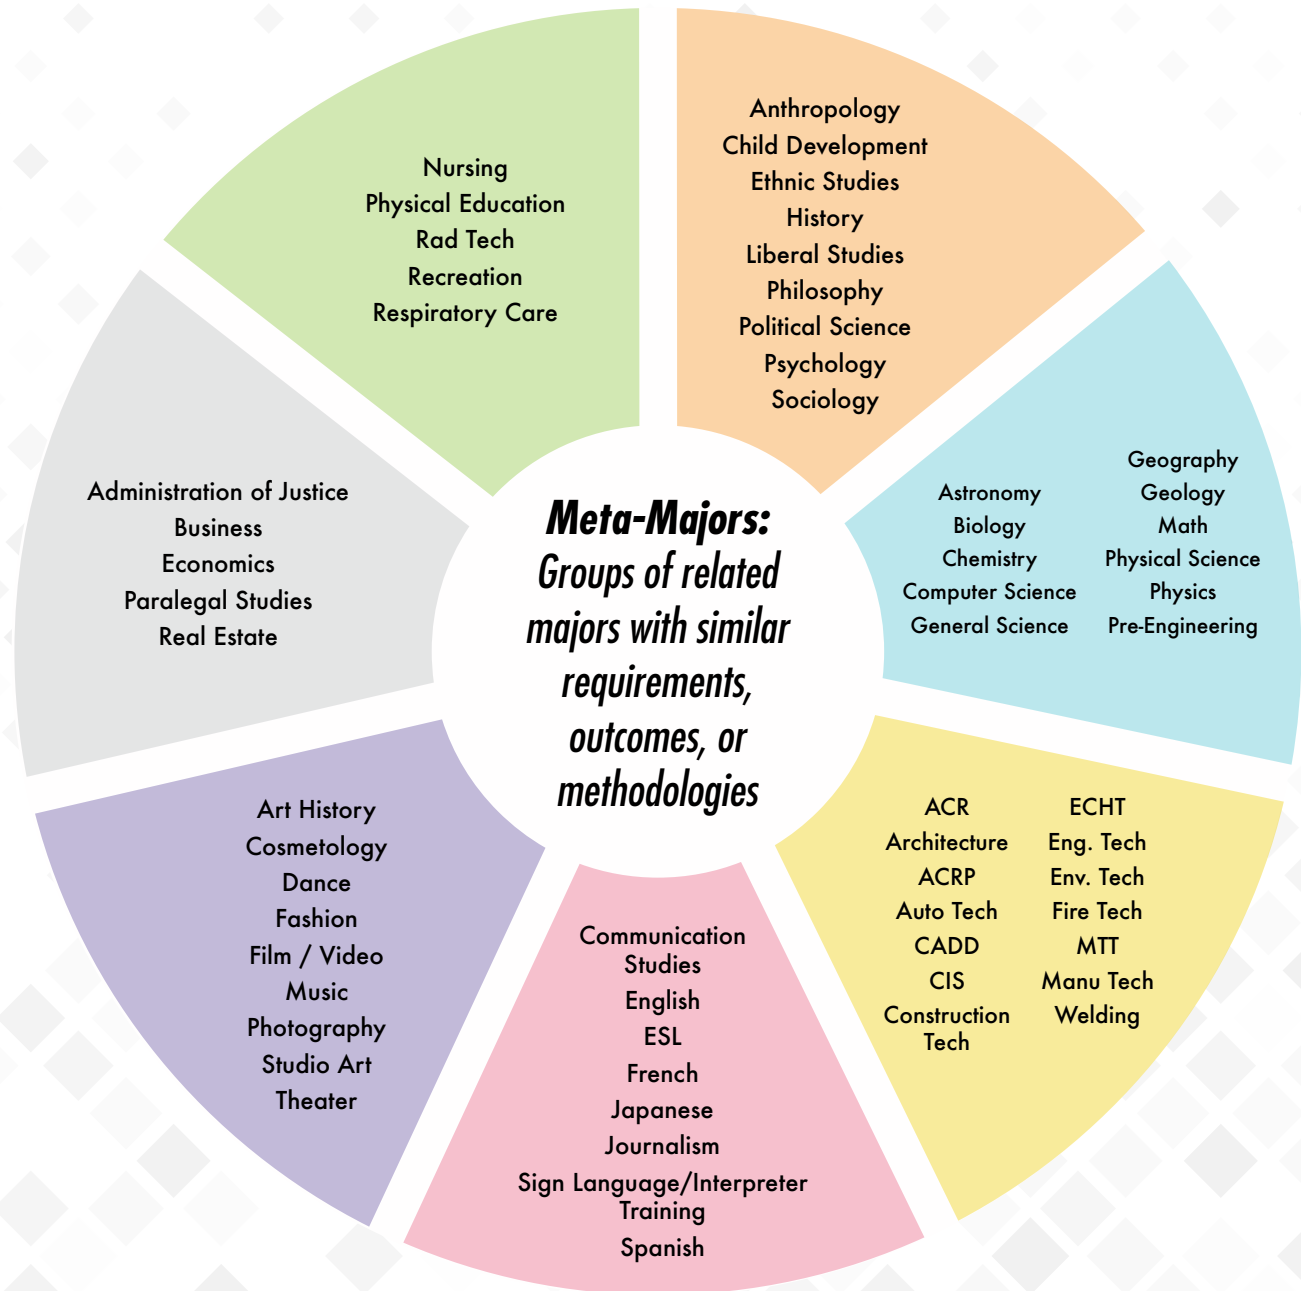 Nursing
Physical Education
Rad Tech
Recreation
Respiratory Care
Anthropology
Child Development
Ethnic Studies
History
Liberal Studies
Philosophy
Political Science
Psychology
Sociology
Administration of Justice
Business
Economics
Paralegal Studies
Real Estate
Meta-Majors:
Groups of related
majors with similar
requirements,
outcomes, or
methodologies
Astronomy
Biology
Chemistry
Computer Science
General Science
Geography
Geology
Math
Physical Science
Physics
Pre-Engineering
Art History
Cosmetology
Dance
Fashion
Film / Video
Music
Photography
Studio Art
Theater
Communication
Studies
English
ESL
French
Japanese
Journalism
Sign Language/Interpreter
Training
Spanish
ACR
Architecture
ACRP
Auto Tech
CADD
CIS
Construction
Tech
ECHT
Eng. Tech
Env. Tech
Fire Tech
MTT
Manu Tech
Welding